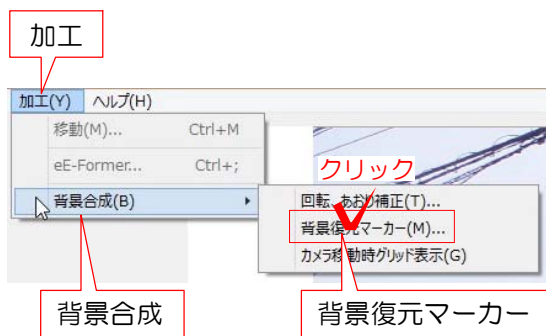 加工
加工(Y) ヘルプ(H)
移動(M)... Ctrl+M
eE-Former... Ctrl+;
背景合成(B)
クリック
回転、あおり補正(T)...
背景復元マーカー(M)...
カメラ移動時グリッド表示(G)
背景合成
背景復元マーカー